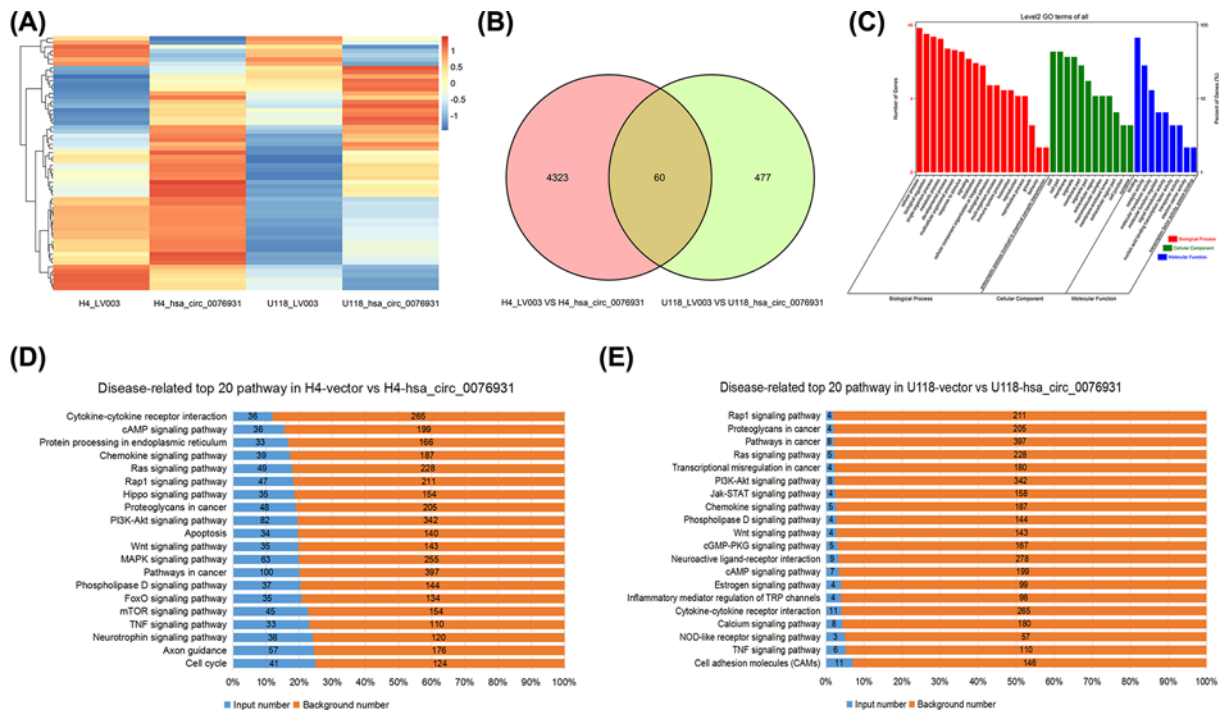 (A)
1
0.5
0
-0.5
-1
H4_LV003
H4_hsa_circ_0076931
U118_LV003
U118_hsa_circ_0076931
(B)
4323
60
477
H4_LV003 VS H4_hsa_circ_0076931
U118_LV003 VS U118_hsa_circ_0076931
(C)
Level2 GO terms of all
Number of Genes
Percent of Genes (%)
Biological Process
Cellular Component
Molecular Function
Biological Process
Cellular Component
Molecular Function
(D)
Disease-related top 20 pathway in H4-vector vs H4-hsa_circ_0076931
Cytokine-cytokine receptor interaction 36 265
cAMP signaling pathway 36 199
Protein processing in endoplasmic reticulum 33 166
Chemokine signaling pathway 39 187
Ras signaling pathway 49 228
Rap1 signaling pathway 47 211
Hippo signaling pathway 35 154
Proteoglycans in cancer 48 205
PI3K-Akt signaling pathway 82 342
Apoptosis 34 140
Wnt signaling pathway 35 143
MAPK signaling pathway 63 255
Pathways in cancer 100 397
Phospholipase D signaling pathway 37 144
FoxO signaling pathway 35 134
mTOR signaling pathway 45 154
TNF signaling pathway 33 110
Neurotrophin signaling pathway 38 120
Axon guidance 57 176
Cell cycle 41 124
0% 10% 20% 30% 40% 50% 60% 70% 80% 90% 100%
Input number Background number
(E)
Disease-related top 20 pathway in U118-vector vs U118-hsa_circ_0076931
Rap1 signaling pathway 4 211
Proteoglycans in cancer 4 205
Pathways in cancer 8 397
Ras signaling pathway 5 228
Transcriptional misregulation in cancer 4 180
PI3K-Akt signaling pathway 8 342
Jak-STAT signaling pathway 4 158
Chemokine signaling pathway 5 187
Phospholipase D signaling pathway 4 144
Wnt signaling pathway 4 143
cGMP-PKG signaling pathway 5 167
Neuroactive ligand-receptor interaction 9 278
cAMP signaling pathway 7 199
Estrogen signaling pathway 4 99
Inflammatory mediator regulation of TRP channels 4 98
Cytokine-cytokine receptor interaction 11 265
Calcium signaling pathway 8 180
NOD-like receptor signaling pathway 3 57
TNF signaling pathway 6 110
Cell adhesion molecules (CAMs) 11 146
0% 10% 20% 30% 40% 50% 60% 70% 80% 90% 100%
Input number Background number